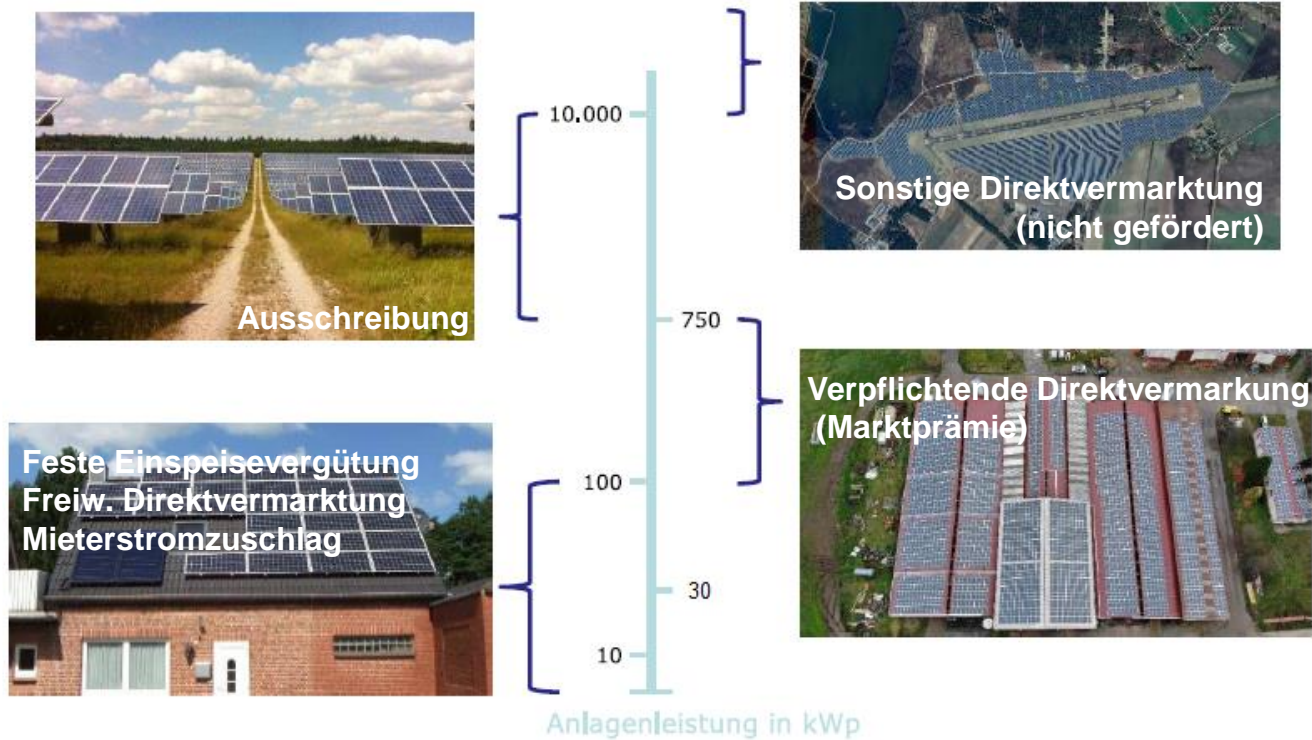 Ausschreibung
10.000
Sonstige Direktvermarktung
(nicht gefördert)
750
Verpflichtende Direktvermarkung
(Marktprämie)
Feste Einspeisevergütung
Freiw. Direktvermarktung
Mieterstromzuschlag
100
30
10
Anlagenleistung in kWp